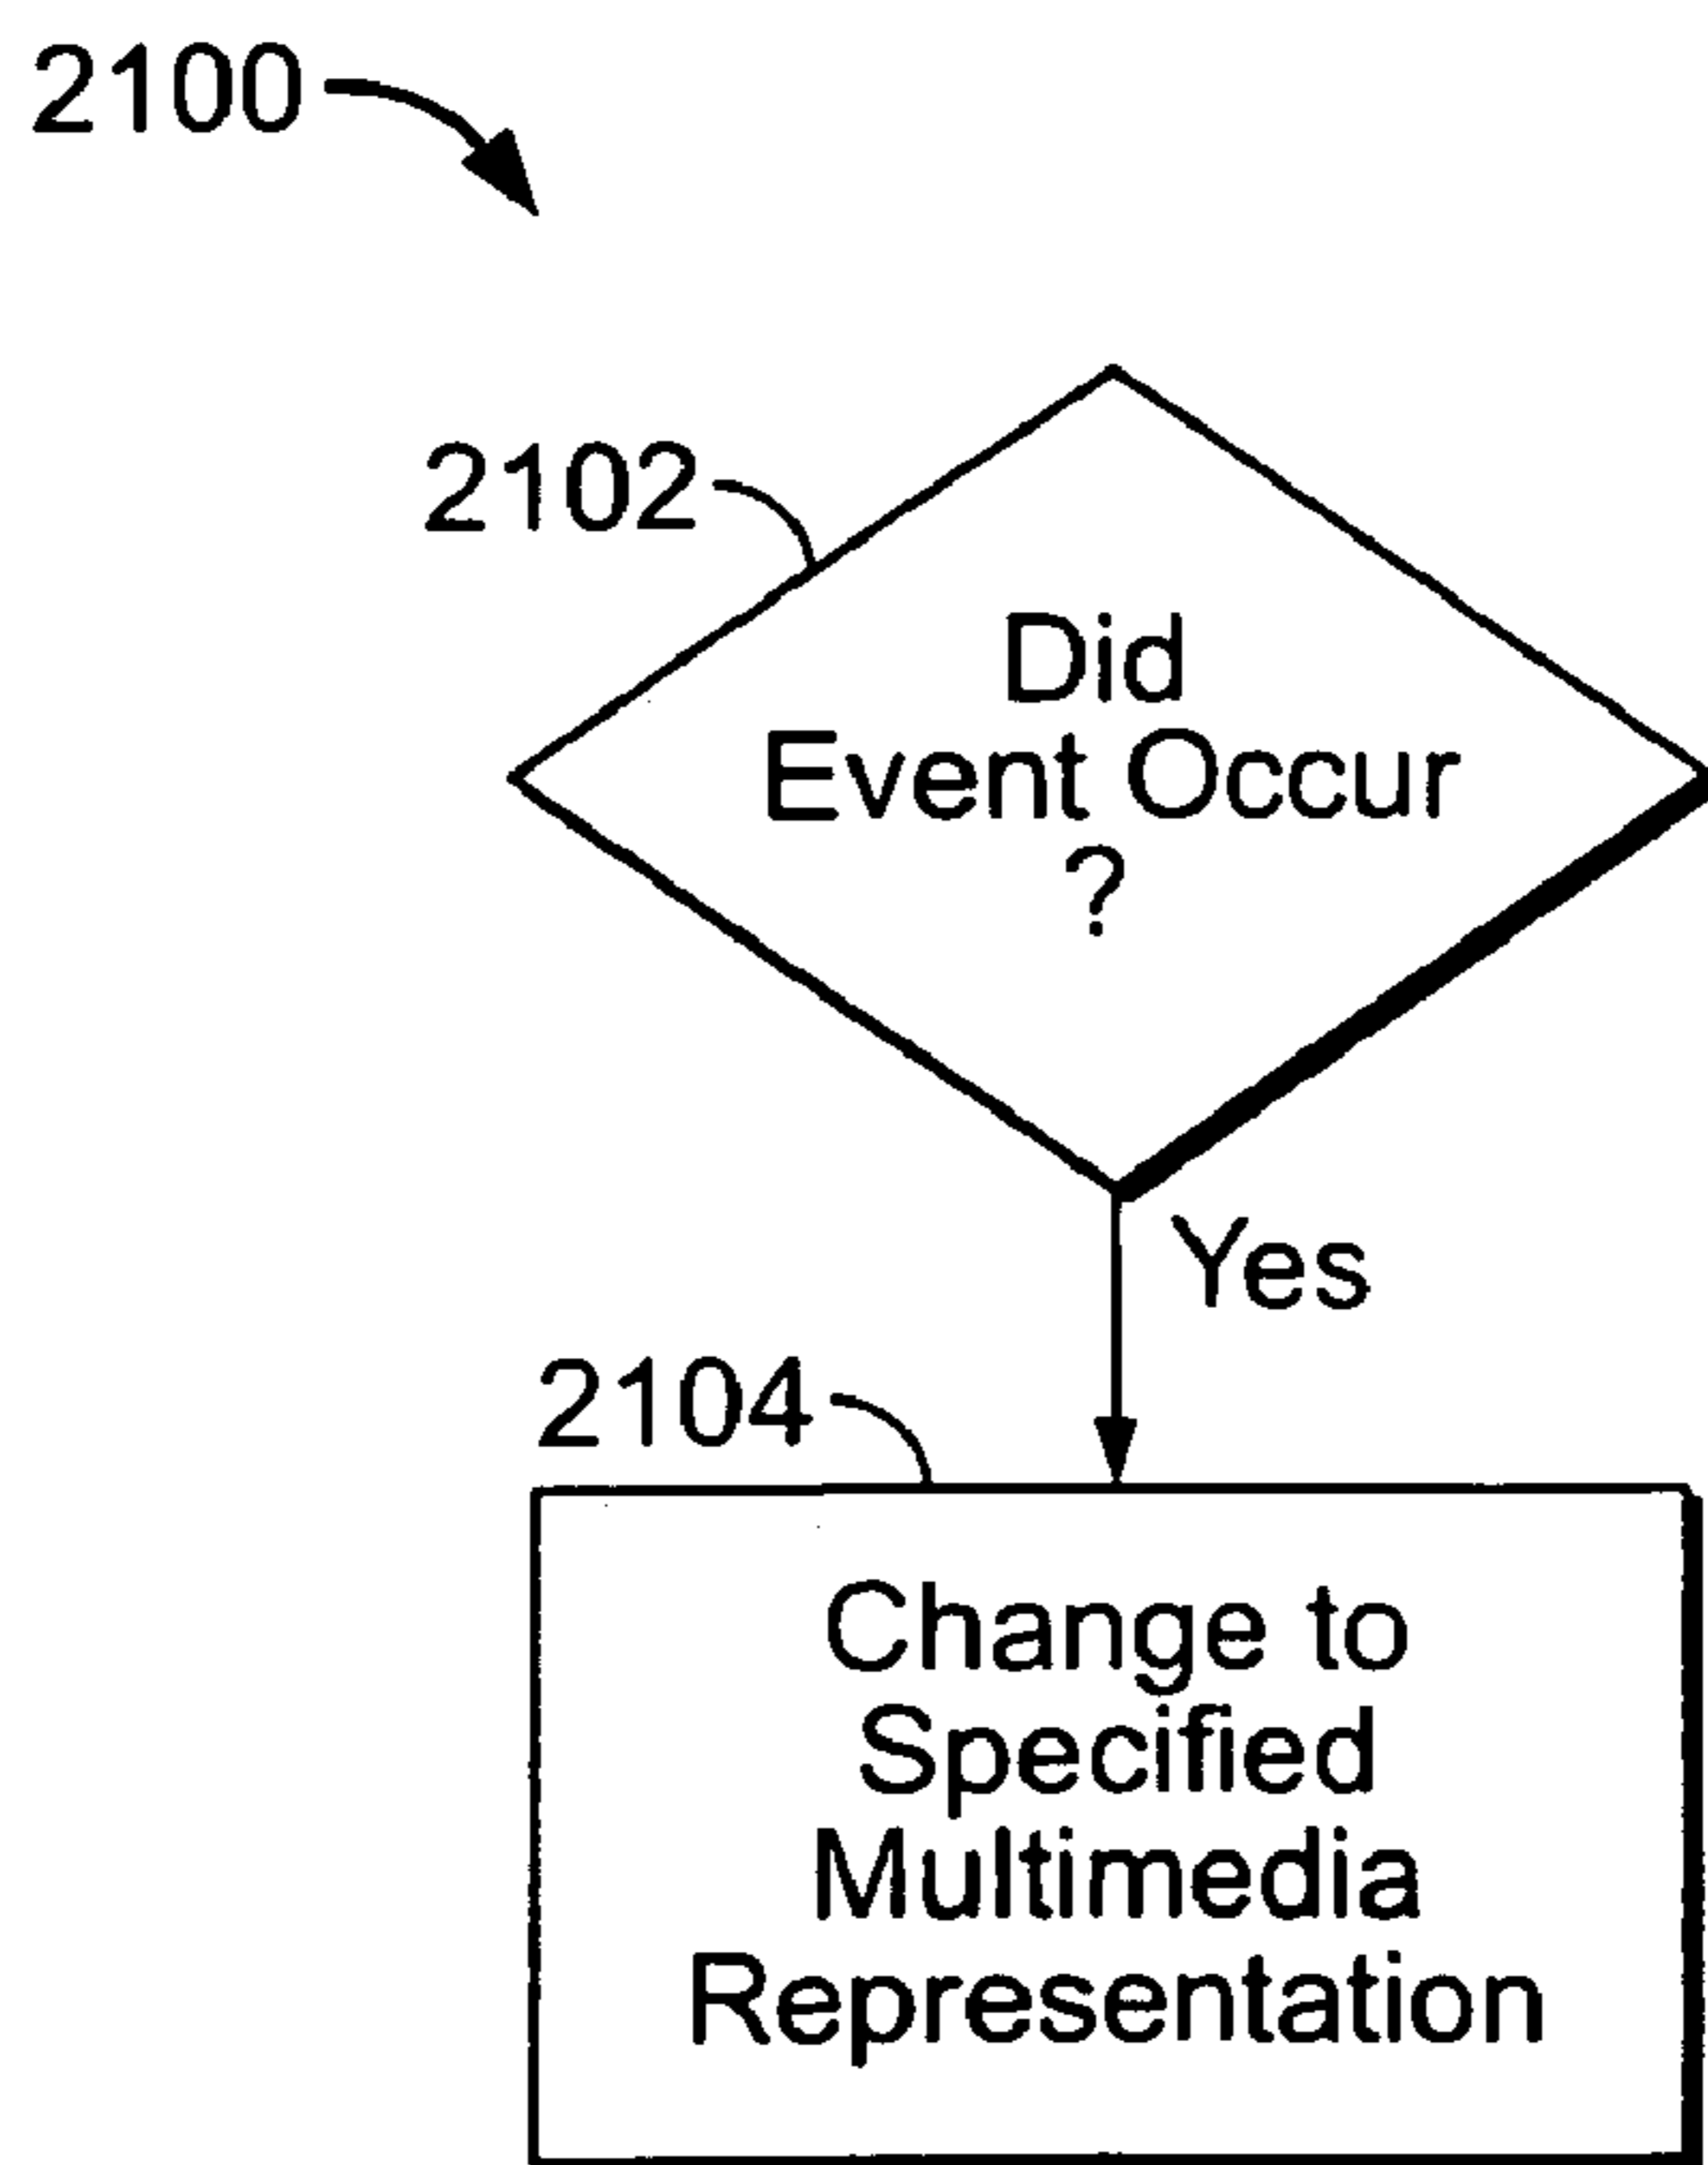 2100
2102
Did
Event Occur
?
Yes
2104
Change to
Specified
Multimedia
Representation